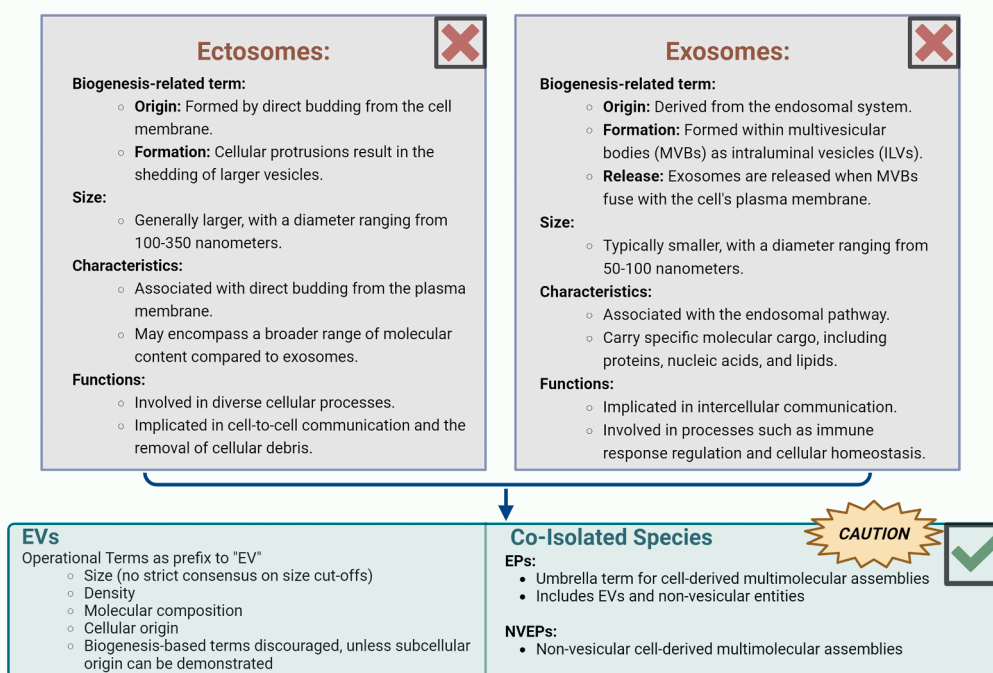 Ectosomes:
Biogenesis-related term:
○ Origin: Formed by direct budding from the cell
membrane.
○ Formation: Cellular protrusions result in the
shedding of larger vesicles.
Size:
○ Generally larger, with a diameter ranging from
100-350 nanometers.
Characteristics:
○ Associated with direct budding from the plasma
membrane.
○ May encompass a broader range of molecular
content compared to exosomes.
Functions:
○ Involved in diverse cellular processes.
○ Implicated in cell-to-cell communication and the
removal of cellular debris.
Exosomes:
Biogenesis-related term:
○ Origin: Derived from the endosomal system.
○ Formation: Formed within multivesicular
bodies (MVBs) as intraluminal vesicles (ILVs).
○ Release: Exosomes are released when MVBs
fuse with the cell's plasma membrane.
Size:
○ Typically smaller, with a diameter ranging from
50-100 nanometers.
Characteristics:
○ Associated with the endosomal pathway.
○ Carry specific molecular cargo, including
proteins, nucleic acids, and lipids.
Functions:
○ Implicated in intercellular communication.
○ Involved in processes such as immune
response regulation and cellular homeostasis.
EVs
Operational Terms as prefix to "EV"
○ Size (no strict consensus on size cut-offs)
○ Density
○ Molecular composition
○ Cellular origin
○ Biogenesis-based terms discouraged, unless subcellular
origin can be demonstrated
Co-Isolated Species
CAUTION
EPs:
• Umbrella term for cell-derived multimolecular assemblies
• Includes EVs and non-vesicular entities
NVEPs:
• Non-vesicular cell-derived multimolecular assemblies